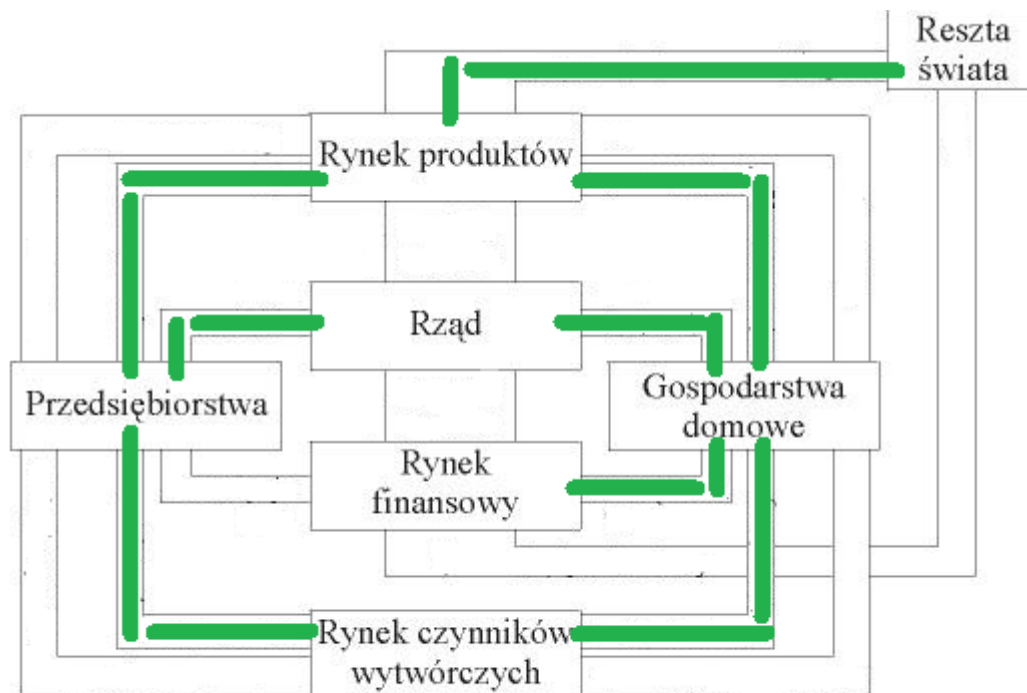 Reszta
świata
Rynek produktów
Rząd
Przedsiębiorstwa
Gospodarstwa
domowe
Rynek
finansowy
Rynek czynników
wytwórczych